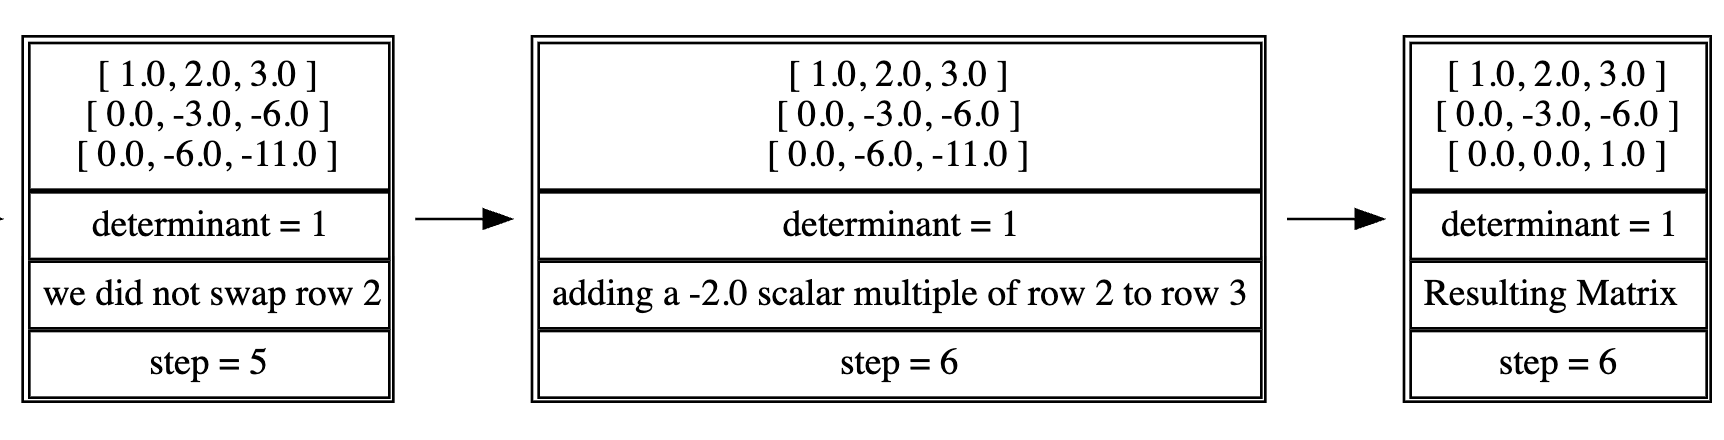 [ 1.0, 2.0, 3.0 ]
[ 0.0, -3.0, -6.0 ]
[ 0.0, -6.0, -11.0 ]
determinant = 1
we did not swap row 2
step = 5
[ 1.0, 2.0, 3.0 ]
[ 0.0, -3.0, -6.0 ]
[ 0.0, -6.0, -11.0 ]
determinant = 1
adding a -2.0 scalar multiple of row 2 to row 3
step = 6
[ 1.0, 2.0, 3.0 ]
[ 0.0, -3.0, -6.0 ]
[ 0.0, 0.0, 1.0 ]
determinant = 1
Resulting Matrix
step = 6